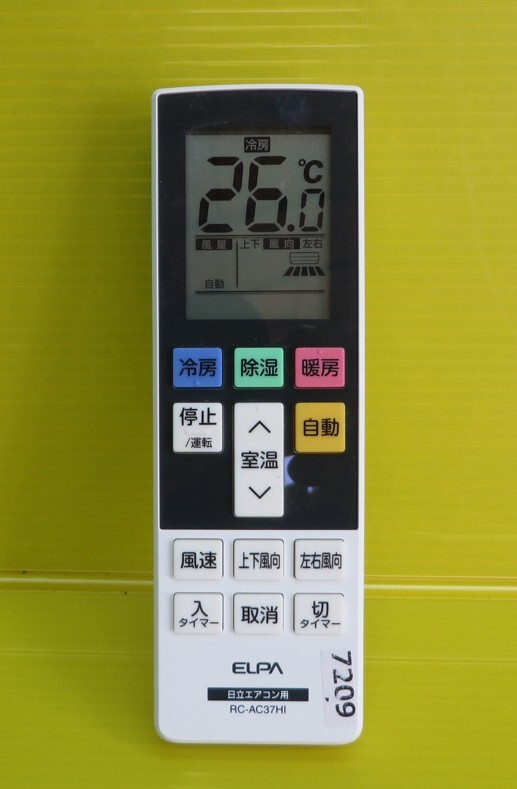 冷房
26.0℃
風量 上下 風向 左右
自動
冷房 除湿 暖房
停止
/運転
室温
自動
風速 上下風向 左右風向
入
タイマー
取消
切
タイマー
ELPA
日立エアコン用
RC-AC37HI
7209